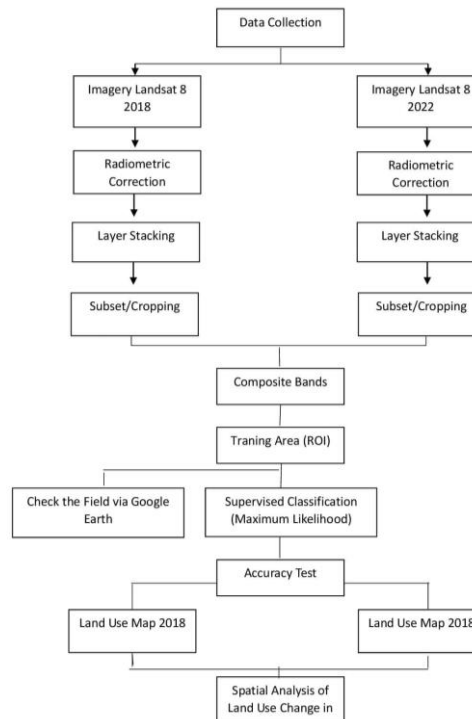 Data Collection
Imagery Landsat 8
2018
Imagery Landsat 8
2022
Radiometric
Correction
Radiometric
Correction
Layer Stacking
Layer Stacking
Subset/Cropping
Subset/Cropping
Composite Bands
Traning Area (ROI)
Check the Field via Google
Earth
Supervised Classification
(Maximum Likelihood)
Accuracy Test
Land Use Map 2018
Land Use Map 2018
Spatial Analysis of
Land Use Change in